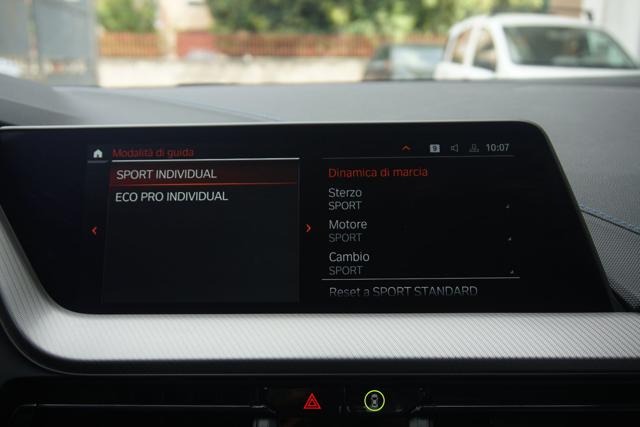 Modalità di guida
9 10:07
SPORT INDIVIDUAL
ECO PRO INDIVIDUAL
Dinamica di marcia
Sterzo
SPORT
Motore
SPORT
Cambio
SPORT
Reset a SPORT STANDARD